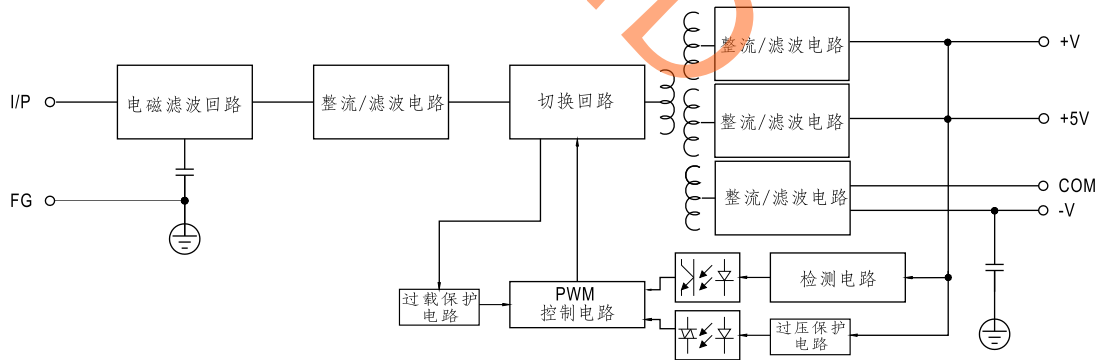 整流/滤波电路
+V
I/P
电磁滤波回路
整流/滤波电路
切换回路
整流/滤波电路
+5V
整流/滤波电路
COM
-V
FG
检测电路
过载保护
电路
PWM
控制电路
过压保护
电路